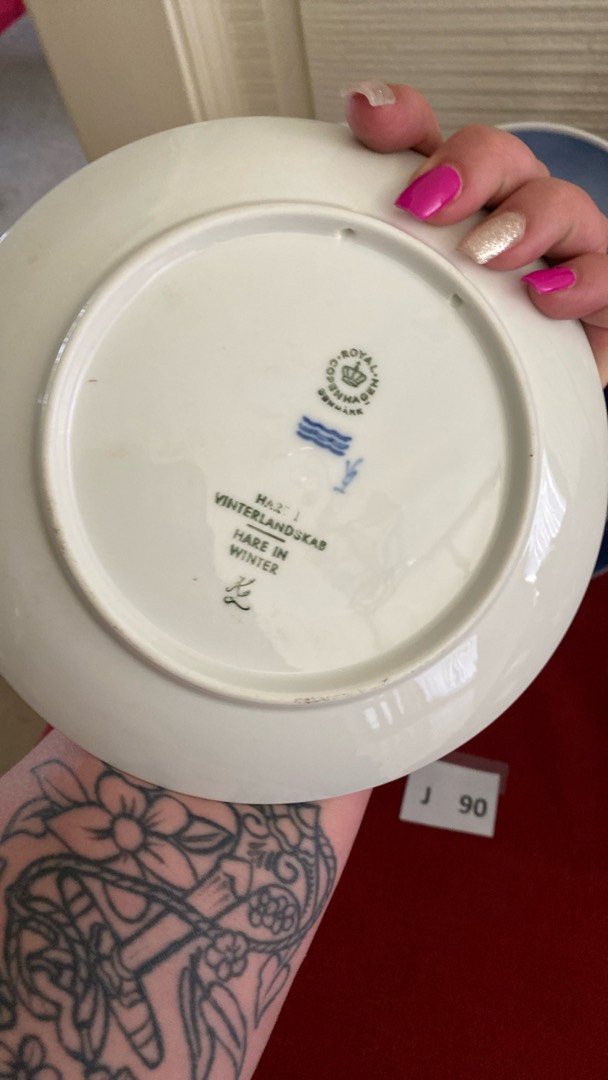 ROYAL
COPENHAGEN
DENMARK
VINTERLANDSKAB
HARE IN
WINTER
J 90